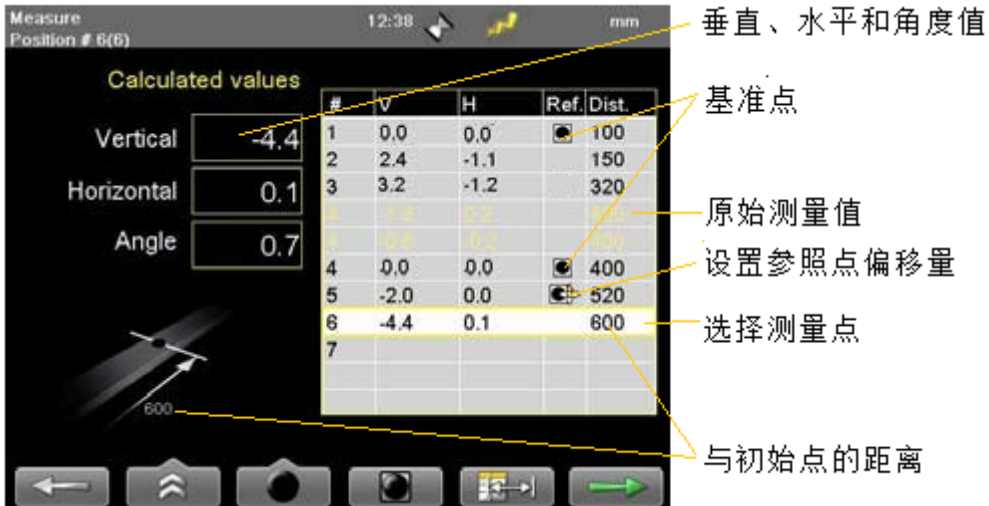 Measure
Position # 6(6)
12:38
mm
Calculated values
Vertical -4.4
Horizontal 0.1
Angle 0.7
# V H Ref. Dist.
1 0.0 0.0 100
2 2.4 -1.1 150
3 3.2 -1.2 320
4 0.0 0.0 400
5 -2.0 0.0 520
6 -4.4 0.1 600
7
600
垂直、水平和角度值
基准点
原始测量值
设置参照点偏移量
选择测量点
与初始点的距离